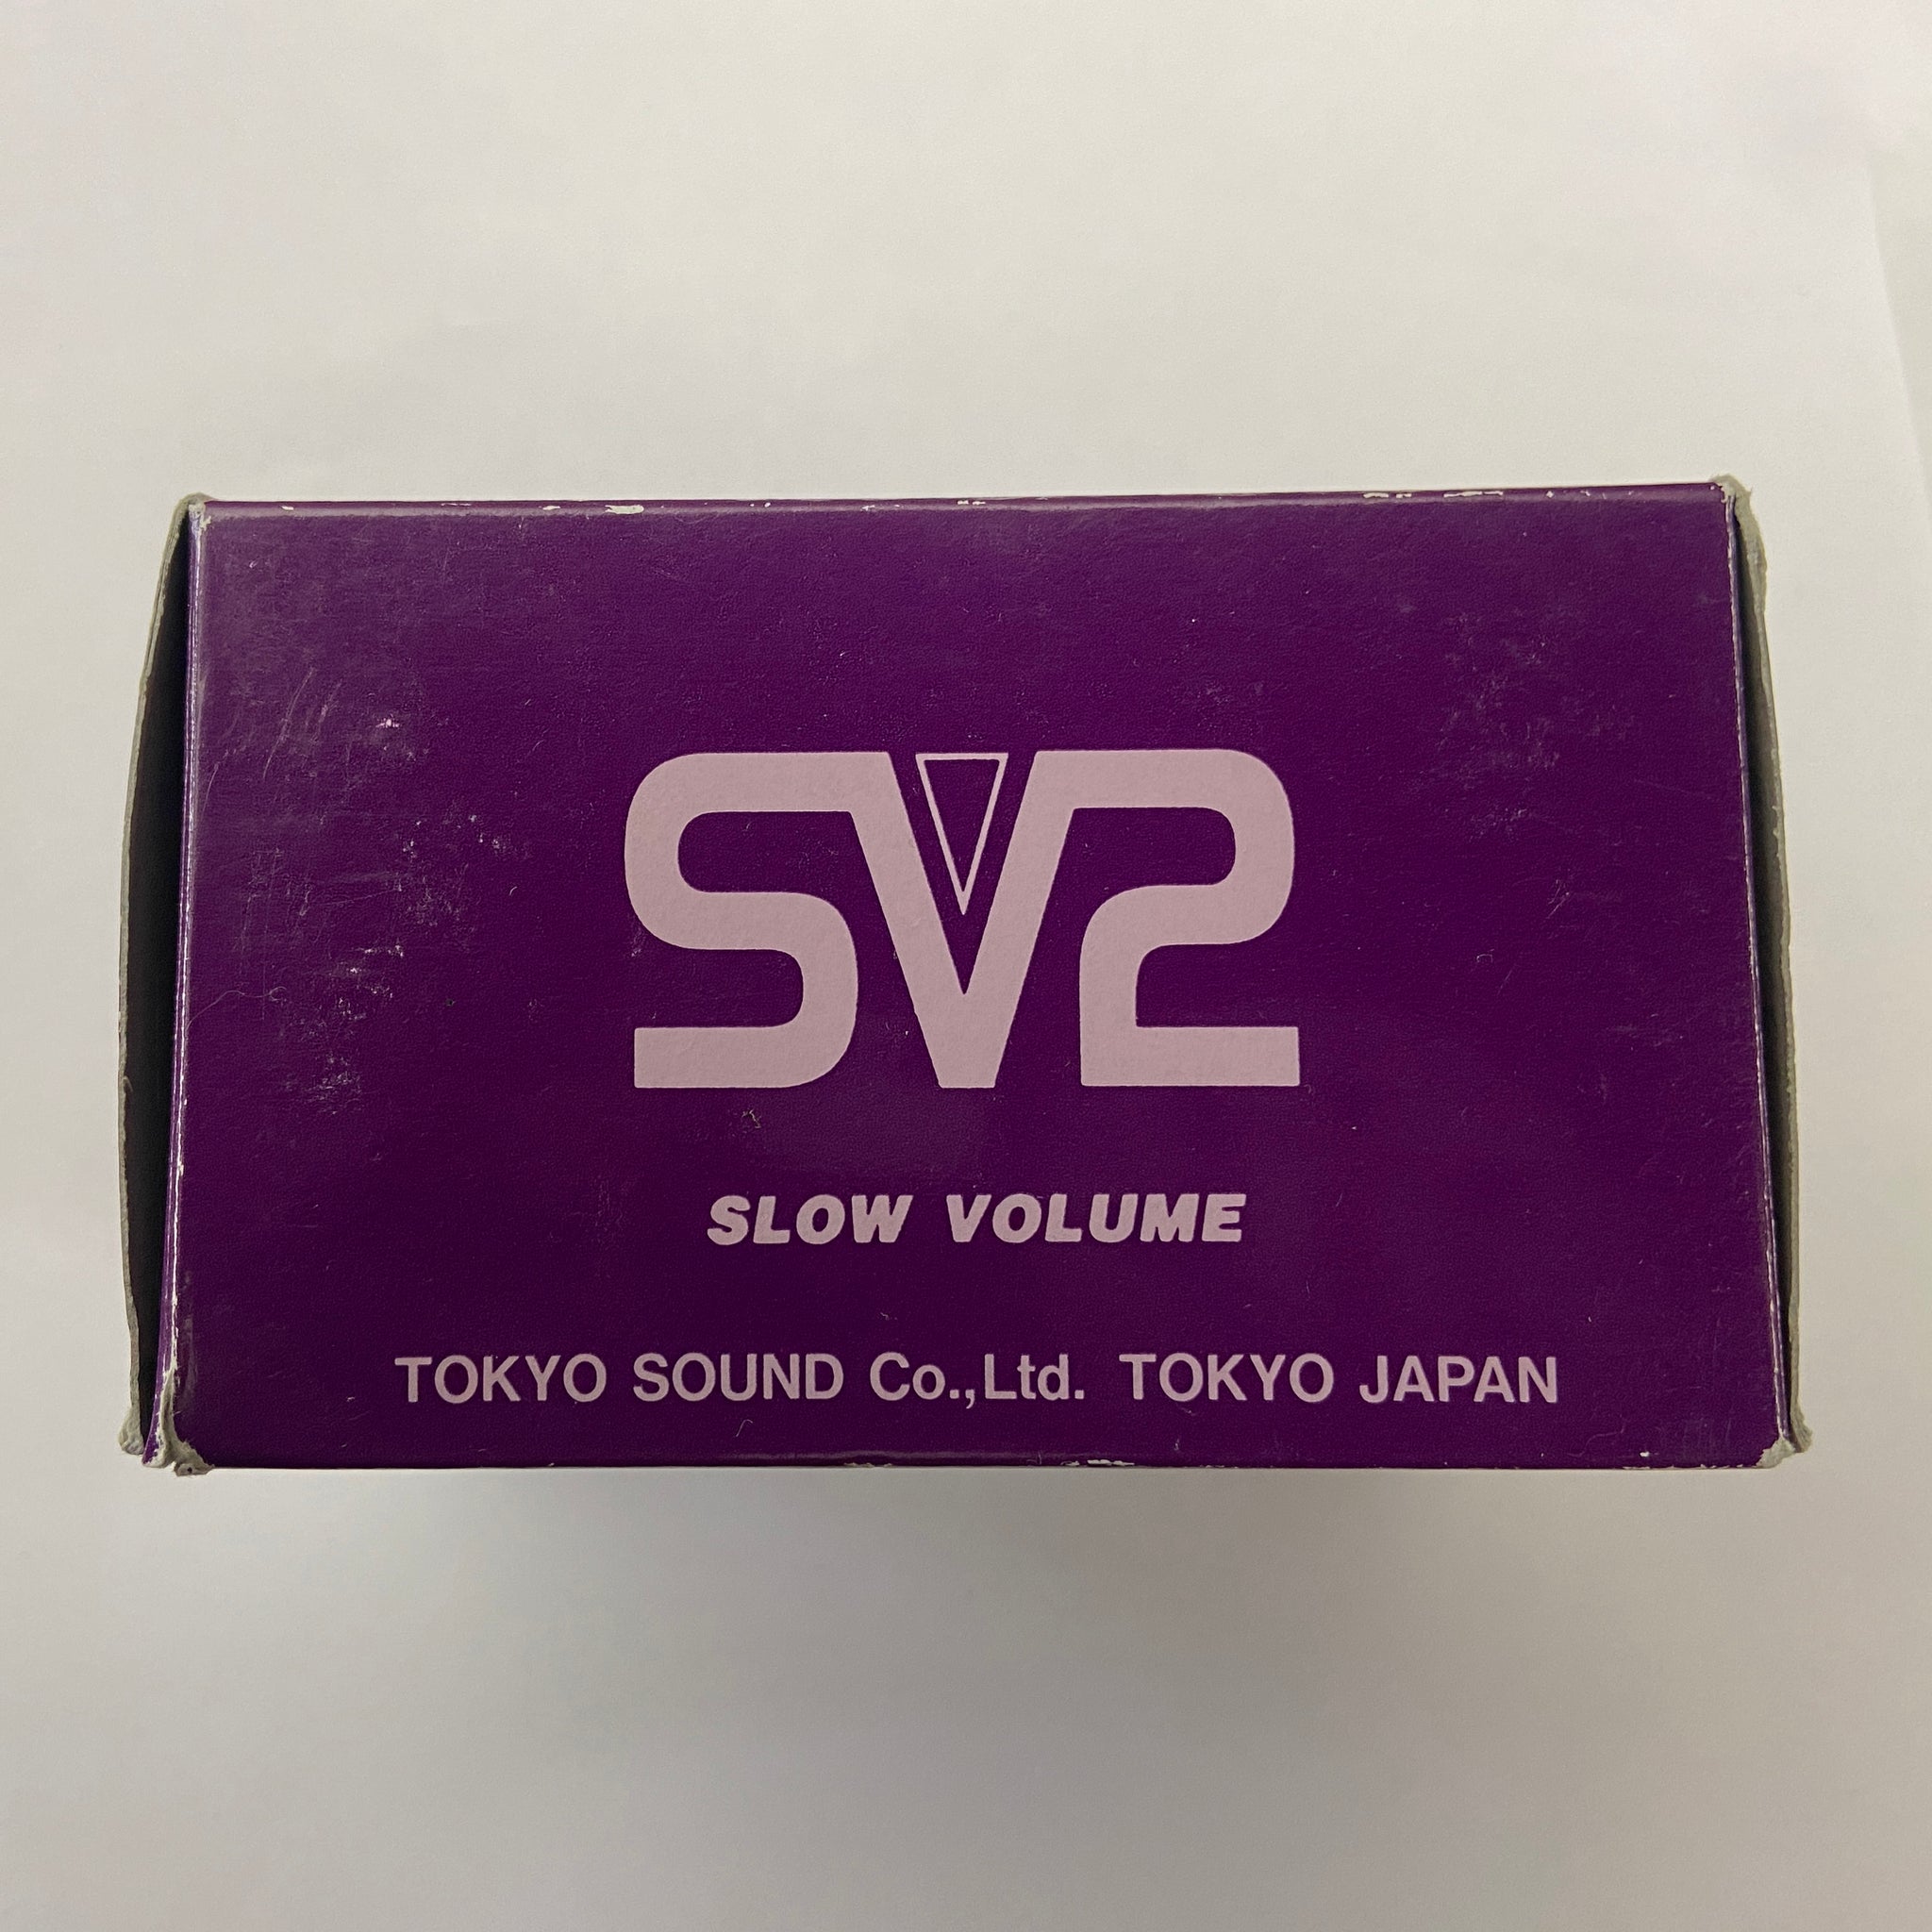 SV2
SLOW VOLUME
TOKYO SOUND Co.,Ltd. TOKYO JAPAN